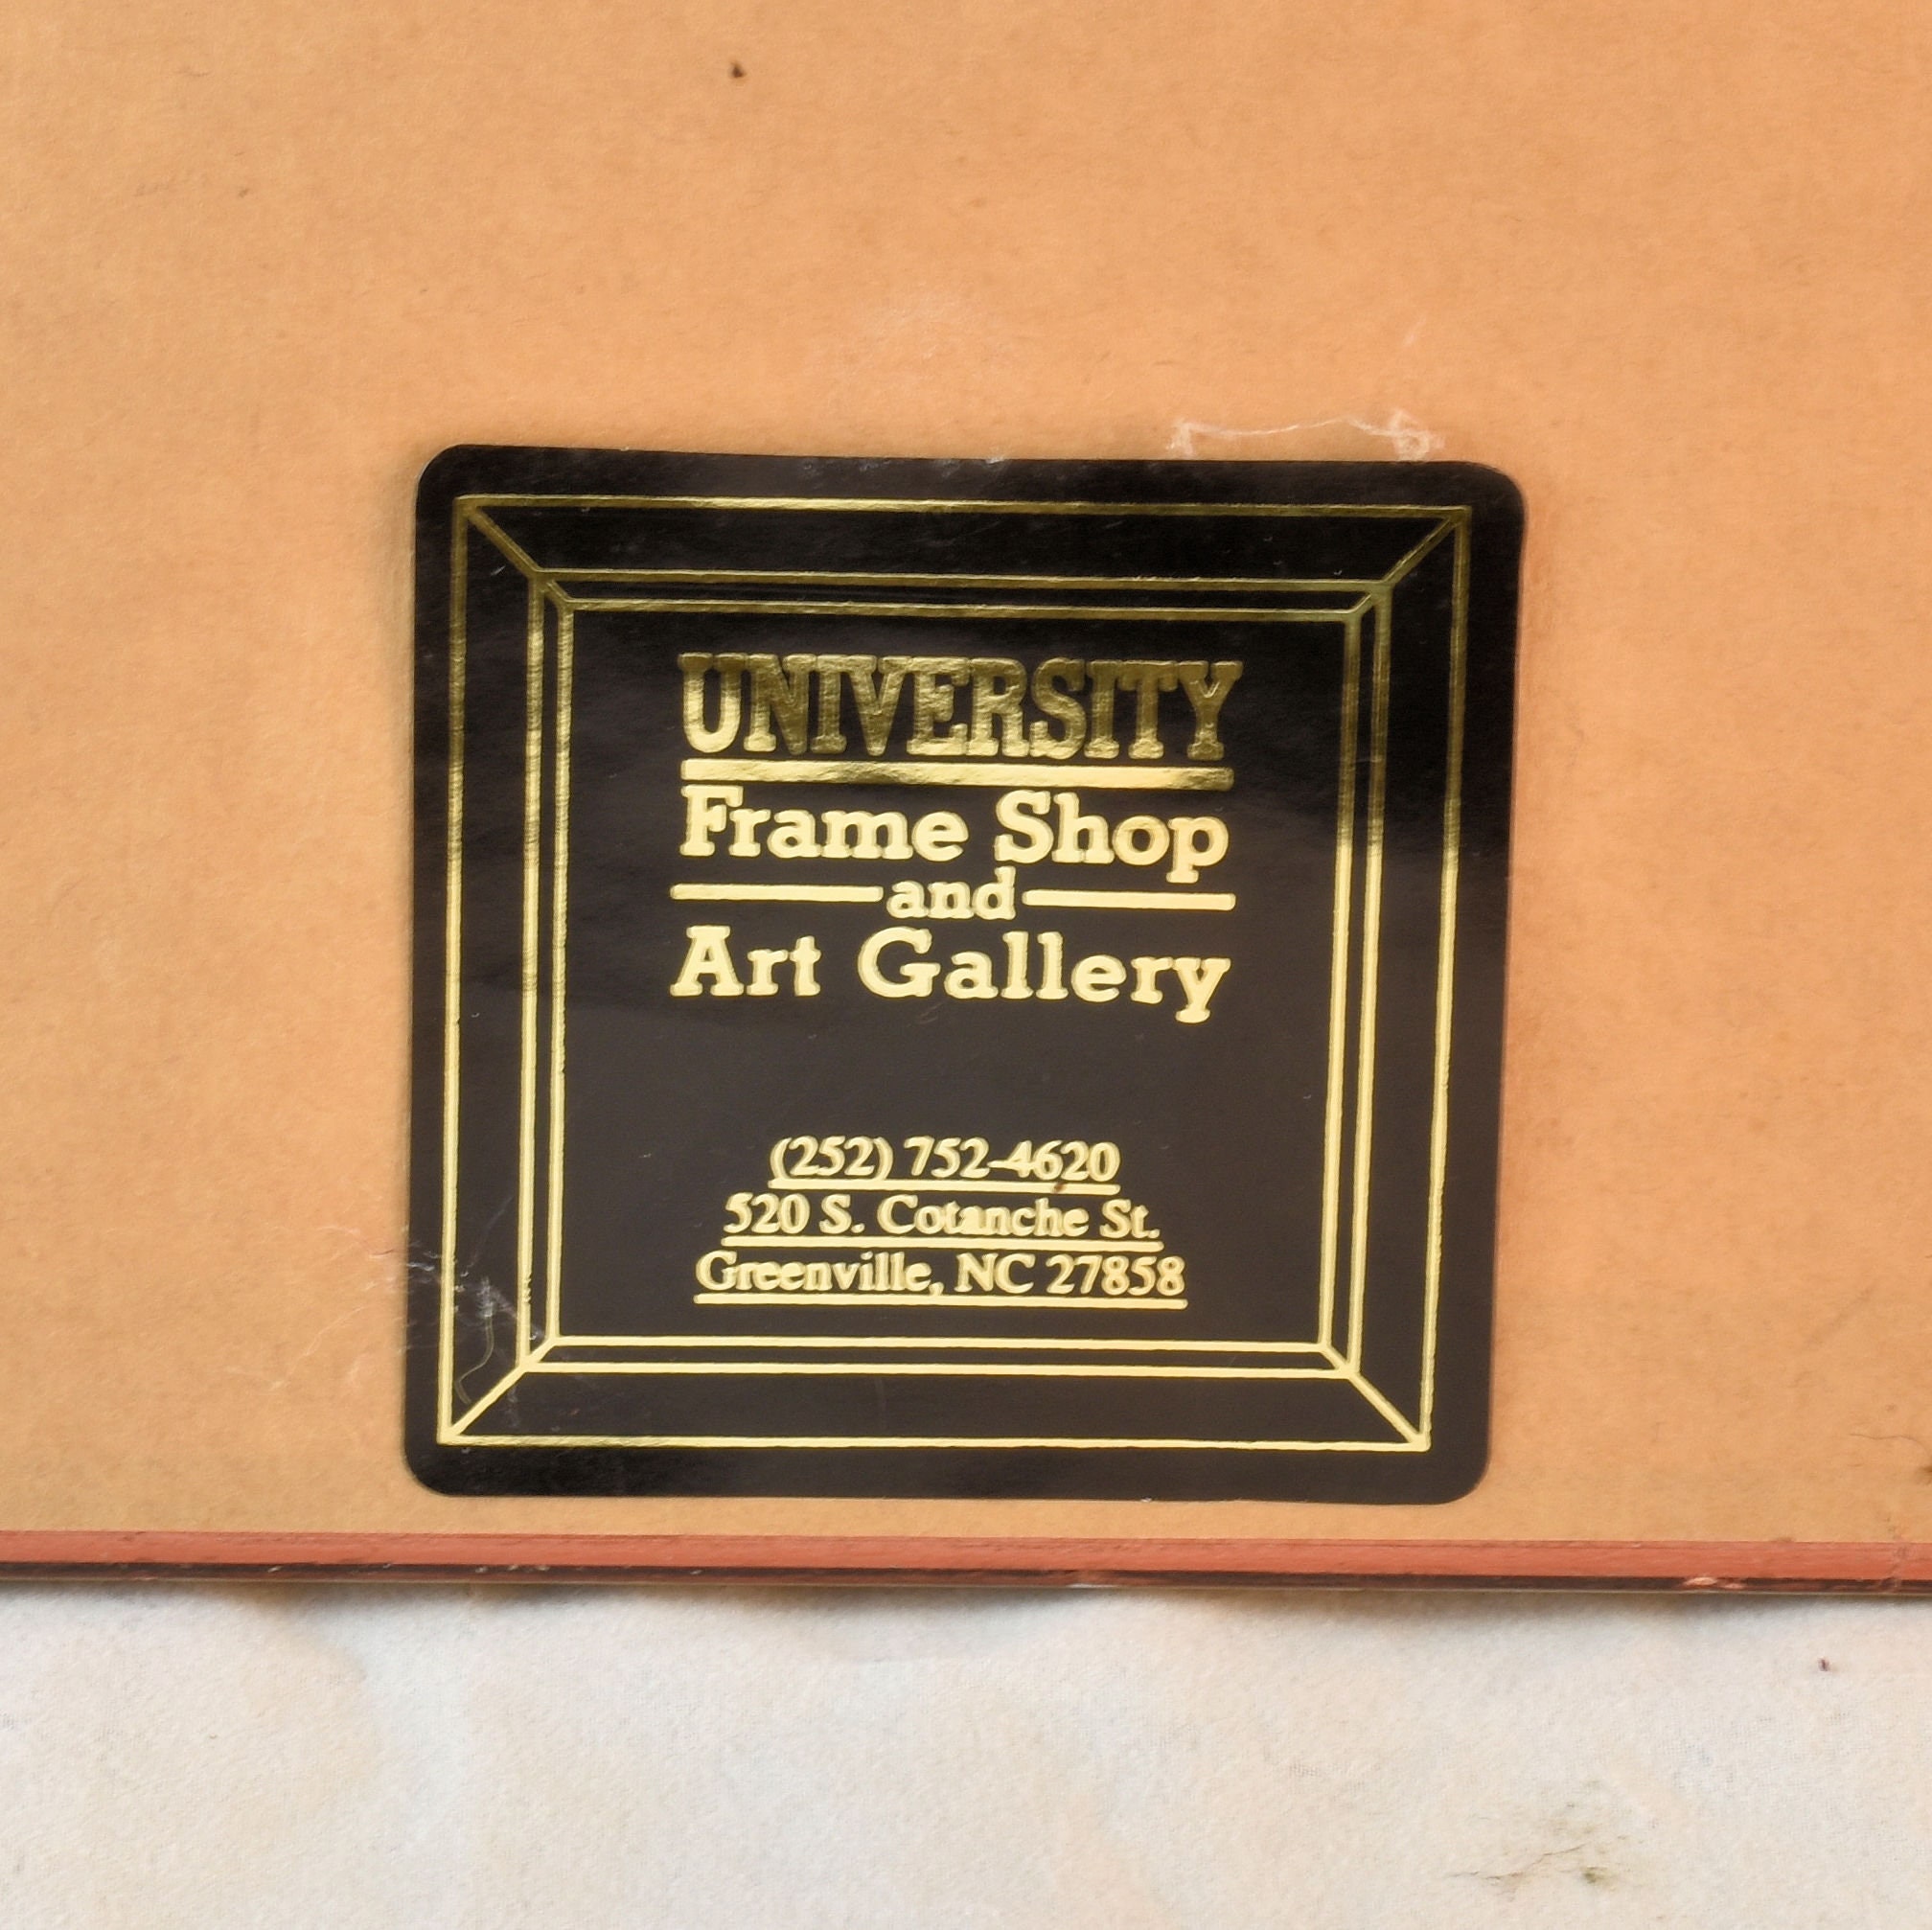 UNIVERSITY
Frame Shop
and
Art Gallery
(252) 752-4620
520 S. Cotanche St.
Greenville, NC 27858